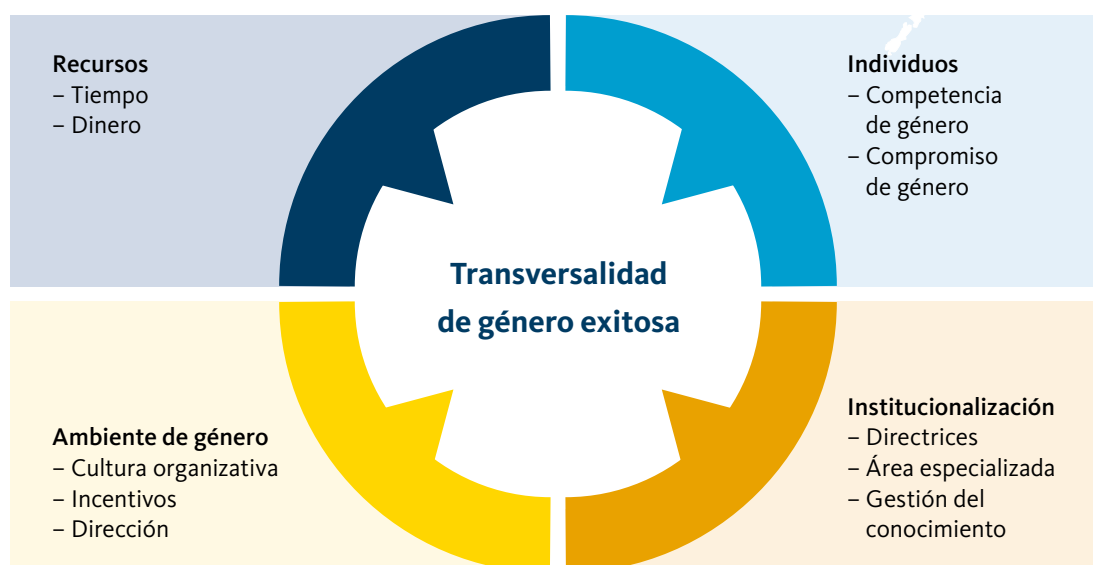 Recursos
– Tiempo
– Dinero
Individuos
– Competencia
de género
– Compromiso
de género
Transversalidad
de género exitosa
Ambiente de género
– Cultura organizativa
– Incentivos
– Dirección
Institucionalización
– Directrices
– Área especializada
– Gestión del
conocimiento